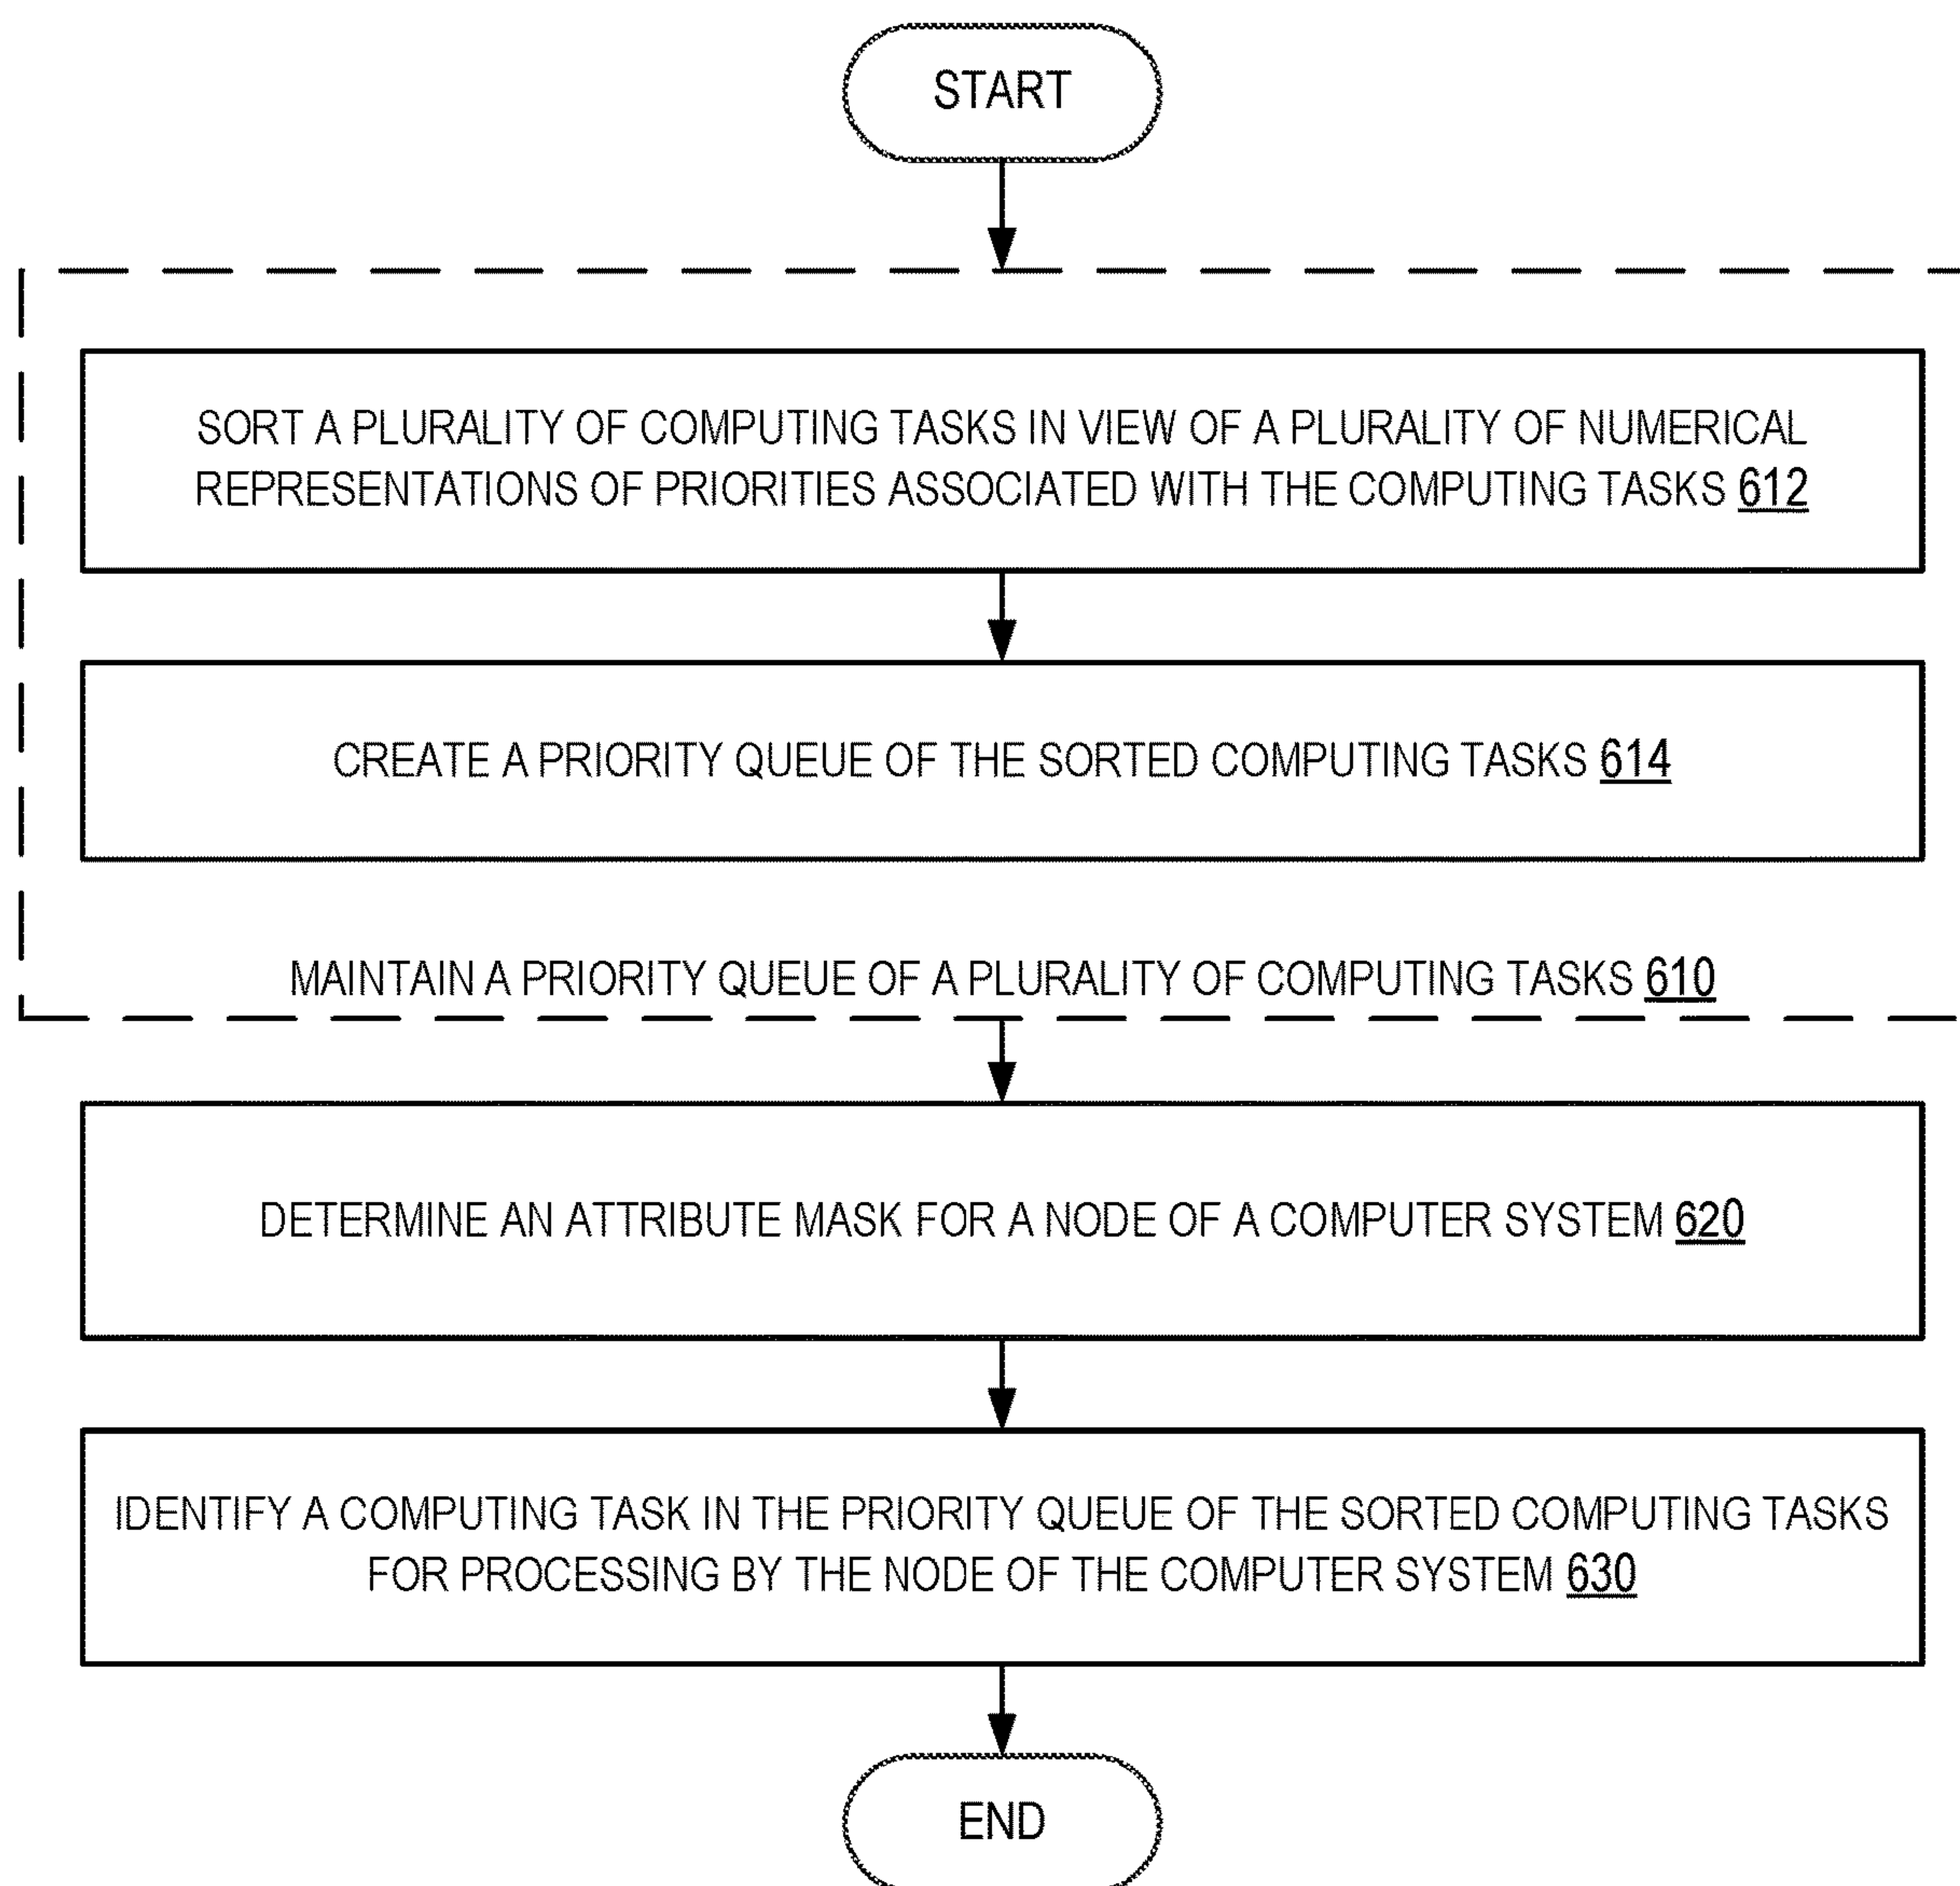 START
SORT A PLURALITY OF COMPUTING TASKS IN VIEW OF A PLURALITY OF NUMERICAL
REPRESENTATIONS OF PRIORITIES ASSOCIATED WITH THE COMPUTING TASKS 612
CREATE A PRIORITY QUEUE OF THE SORTED COMPUTING TASKS 614
MAINTAIN A PRIORITY QUEUE OF A PLURALITY OF COMPUTING TASKS 610
DETERMINE AN ATTRIBUTE MASK FOR A NODE OF A COMPUTER SYSTEM 620
IDENTIFY A COMPUTING TASK IN THE PRIORITY QUEUE OF THE SORTED COMPUTING TASKS
FOR PROCESSING BY THE NODE OF THE COMPUTER SYSTEM 630
END